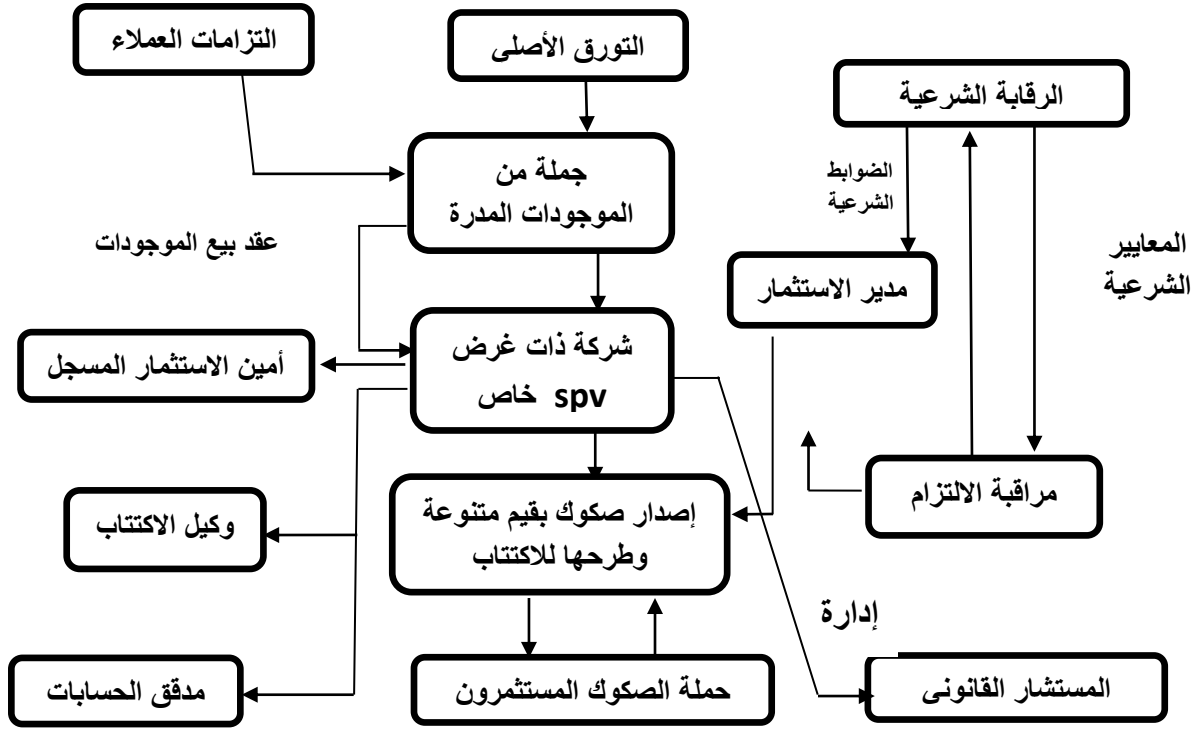 التزامات العملاء
التورق الأصلى
الرقابة الشرعية
جملة من
الموجودات المدرة
الضوابط
الشرعية
عقد بيع الموجودات
المعايير
الشرعية
مدير الاستثمار
شركة ذات غرض
خاص spv
أمين الاستثمار المسجل
مراقبة الالتزام
إصدار صكوك بقيم متنوعة
وطرحها للاكتتاب
وكيل الاكتتاب
إدارة
مدقق الحسابات
حملة الصكوك المستثمرون
المستشار القانونى